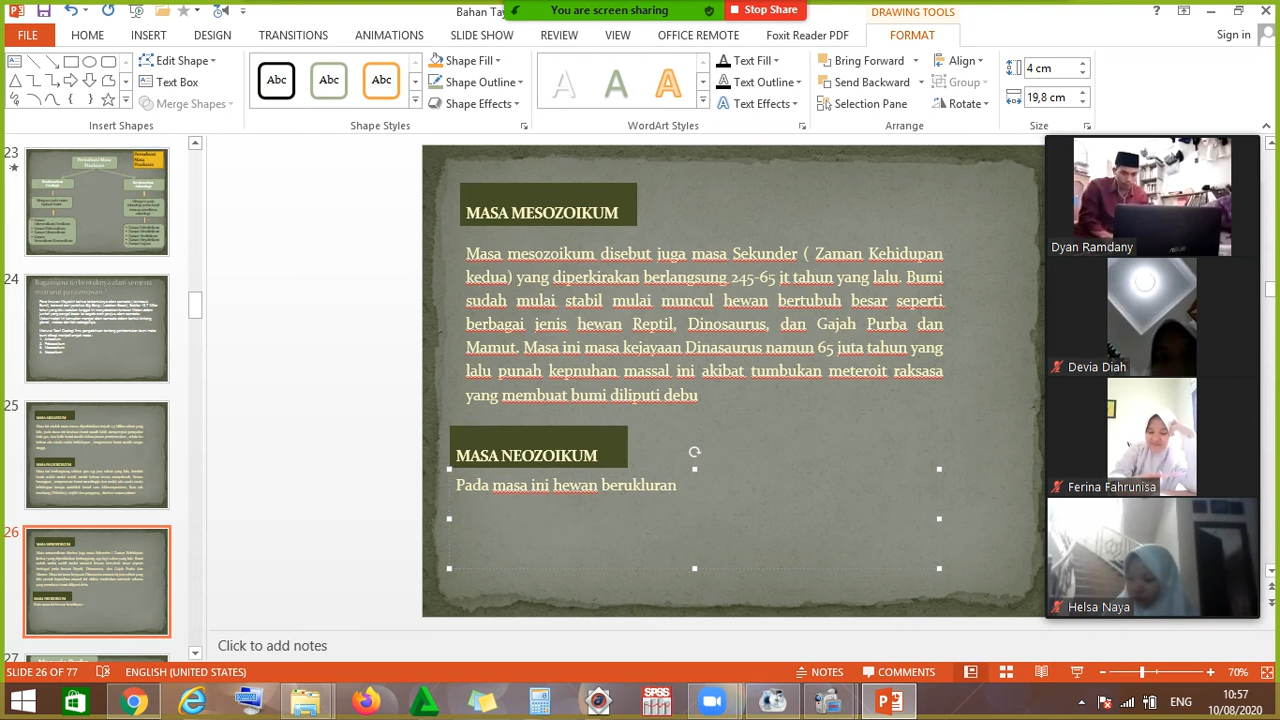 Bahan Tay
You are screen sharing
Stop Share
DRAWING TOOLS
FILE HOME INSERT DESIGN TRANSITIONS ANIMATIONS SLIDE SHOW REVIEW VIEW OFFICE REMOTE Foxit Reader PDF FORMAT Sign in
Edit Shape
Text Box
Merge Shapes
Insert Shapes
Abc Abc Abc
Shape Fill
Shape Outline
Shape Effects
Shape Styles
A A A
Text Fill
Text Outline
Text Effects
WordArt Styles
Bring Forward
Send Backward
Selection Pane
Align
Group
Rotate
Arrange
4 cm
19,8 cm
Size
23
24
25
26
27
MASA MESOZOIKUM
Masa mesozoikum disebut juga masa Sekunder ( Zaman Kehidupan
kedua) yang diperkirakan berlangsung 245-65 jt tahun yang lalu. Bumi
sudah mulai stabil mulai muncul hewan bertubuh besar seperti
berbagai jenis hewan Reptil, Dinosaurus dan Gajah Purba dan
Mamut. Masa ini masa kejayaan Dinasaurus namun 65 juta tahun yang
lalu punah kepnuhan massal ini akibat tumbukan meteroit raksasa
yang membuat bumi diliputi debu
MASA NEOZOIKUM
Pada masa ini hewan berukluran
Dyan Ramdany
Devia Diah
Ferina Fahrunisa
Helsa Naya
Click to add notes
SLIDE 26 OF 77 ENGLISH (UNITED STATES) NOTES COMMENTS 70%
SPSS
ENG
10:57
10/08/2020